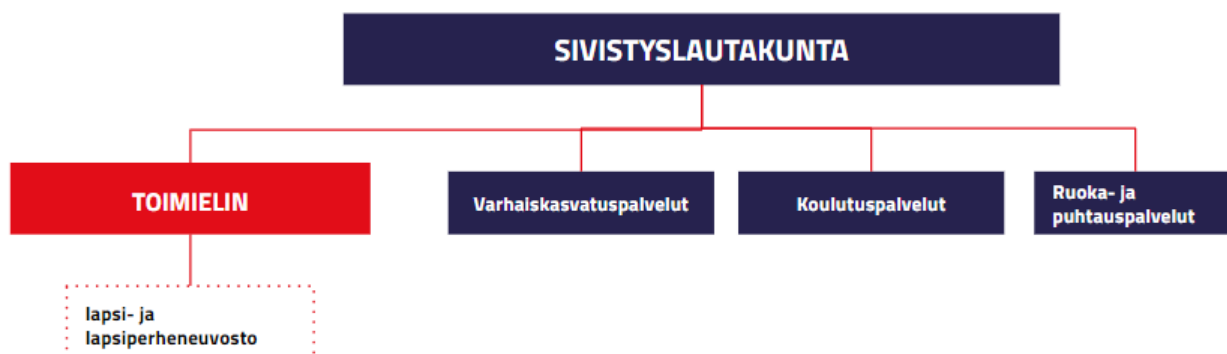 SIVISTYSLAUTAKUNTA
TOIMIELIN
Varhaiskasvatuspalvelut
Koulutuspalvelut
Ruoka- ja
puhtauspalvelut
lapsi- ja
lapsiperheneuvosto